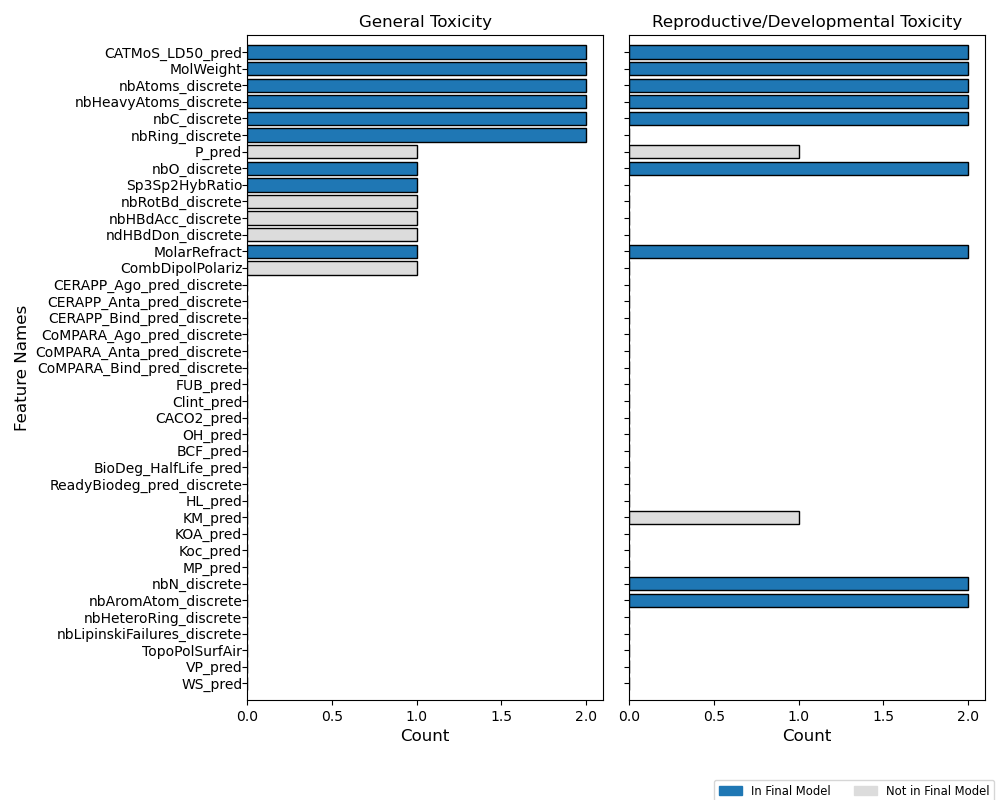 General Toxicity
Reproductive/Developmental Toxicity
Feature Names
CATMoS_LD50_pred
MolWeight
nbAtoms_discrete
nbHeavyAtoms_discrete
nbC_discrete
nbRing_discrete
P_pred
nbO_discrete
Sp3Sp2HybRatio
nbRotBd_discrete
nbHBdAcc_discrete
ndHBdDon_discrete
MolarRefract
CombDipolPolariz
CERAPP_Ago_pred_discrete
CERAPP_Anta_pred_discrete
CERAPP_Bind_pred_discrete
CoMPARA_Ago_pred_discrete
CoMPARA_Anta_pred_discrete
CoMPARA_Bind_pred_discrete
FUB_pred
Clint_pred
CACO2_pred
OH_pred
BCF_pred
BioDeg_HalfLife_pred
ReadyBiodeg_pred_discrete
HL_pred
KM_pred
KOA_pred
Koc_pred
MP_pred
nbN_discrete
nbAromAtom_discrete
nbHeteroRing_discrete
nbLipinskiFailures_discrete
TopoPolSurfAir
VP_pred
WS_pred
0.0 0.5 1.0 1.5 2.0
0.0 0.5 1.0 1.5 2.0
Count
Count
In Final Model
Not in Final Model